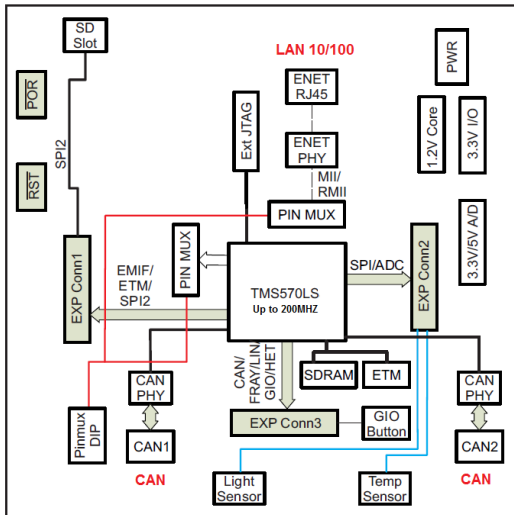 SD
Slot
LAN 10/100
PWR
POR
ENET
RJ45
Ext JTAG
1.2V Core
3.3V I/O
SPI2
ENET
PHY
RST
MII/
RMII
PIN MUX
PIN MUX
3.3V/5V A/D
EXP Conn1
EMIF/
ETM/
SPI2
TMS570LS
Up to 200MHZ
SPI/ADC
EXP Conn2
CAN/
FRAY/LIN/
GIO/HET
SDRAM
ETM
CAN
PHY
CAN
PHY
Pinmux
DIP
EXP Conn3
GIO
Button
CAN1
CAN2
CAN
Light
Sensor
Temp
Sensor
CAN